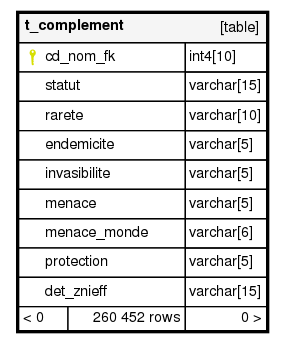 t_complement [table]
cd_nom_fk int4[10]
statut varchar[15]
rarete varchar[10]
endemicite varchar[5]
invasibilite varchar[5]
menace varchar[5]
menace_monde varchar[6]
protection varchar[5]
det_znieff varchar[15]
< 0 260 452 rows 0 >